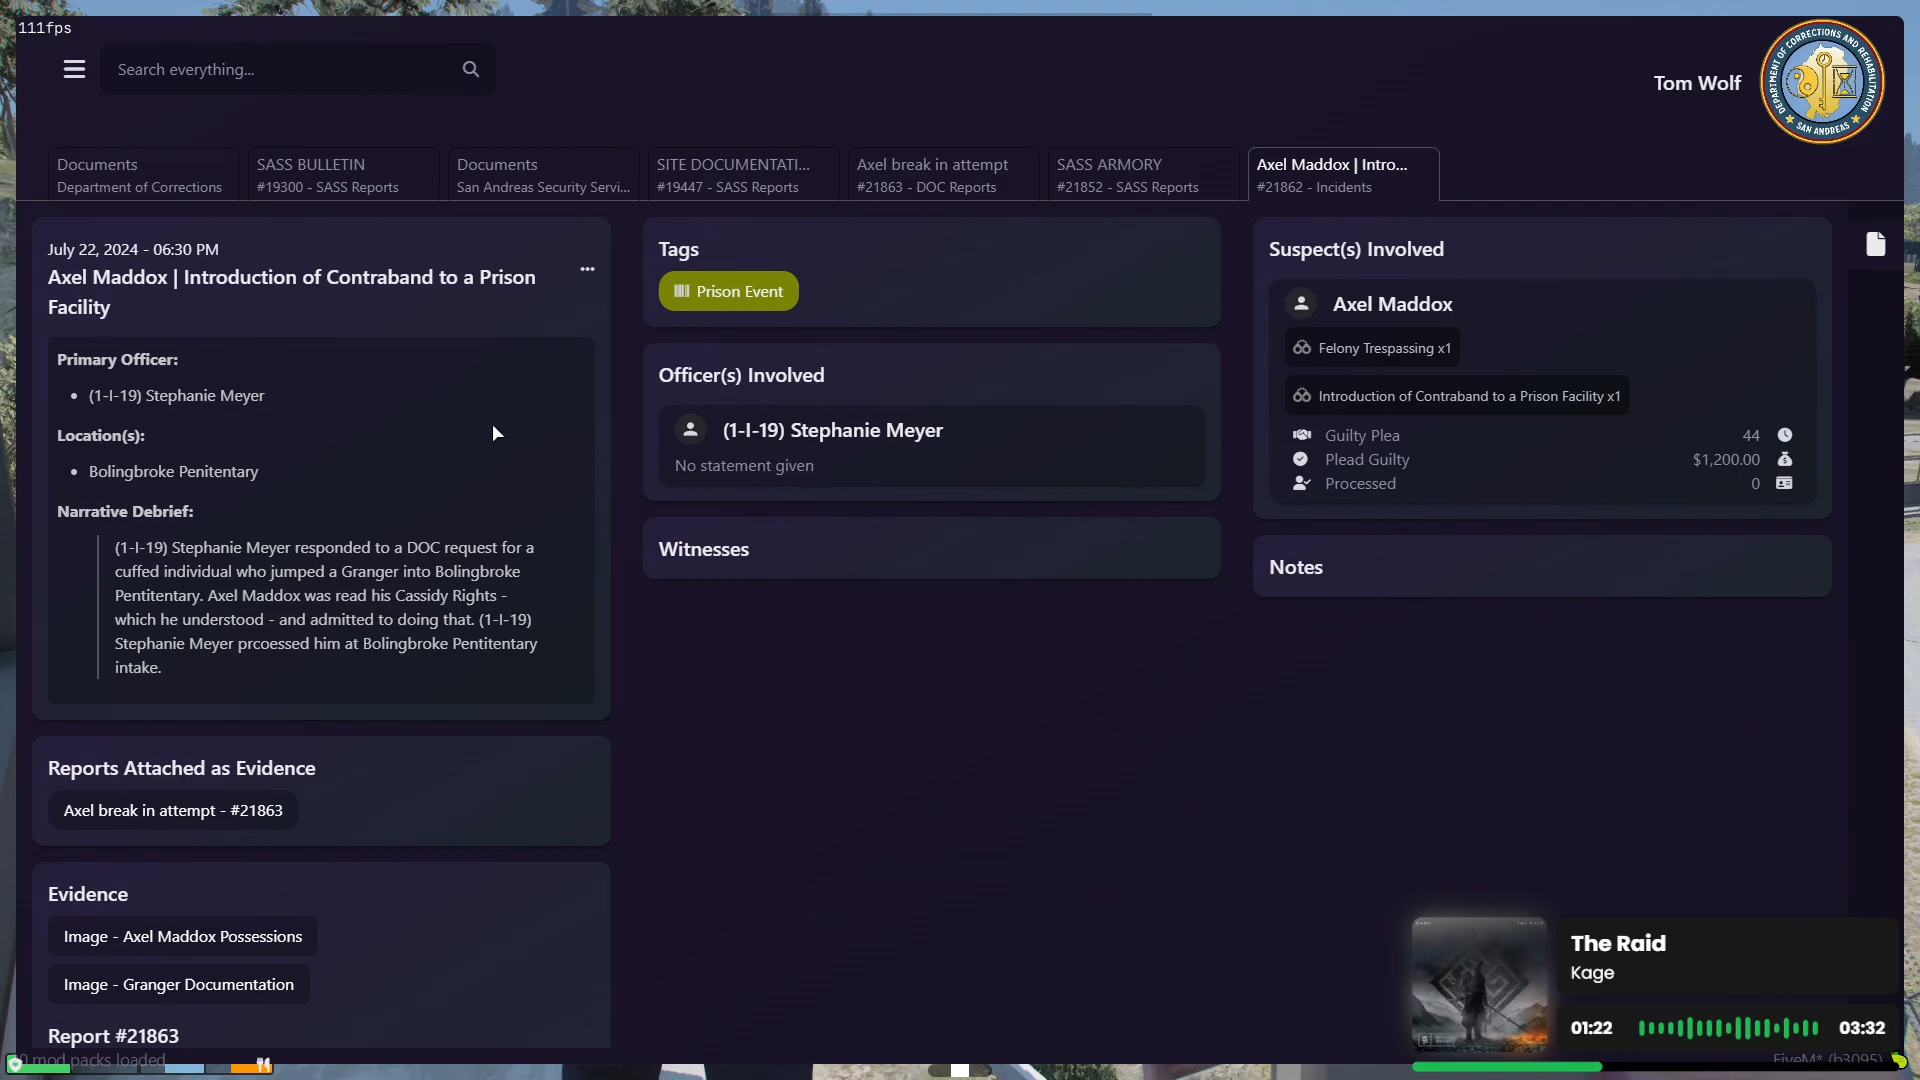 111fps
Search everything...
Tom Wolf
DEPARTMENT OF CORRECTIONS AND REHABILITATION
SAN ANDREAS
Documents
Department of Corrections
SASS BULLETIN
#19300 - SASS Reports
Documents
San Andreas Security Servi...
SITE DOCUMENTATI...
#19447 - SASS Reports
Axel break in attempt
#21863 - DOC Reports
SASS ARMORY
#21852 - SASS Reports
Axel Maddox | Intro...
#21862 - Incidents
July 22, 2024 - 06:30 PM
Axel Maddox | Introduction of Contraband to a Prison
Facility
Primary Officer:
(1-I-19) Stephanie Meyer
Location(s):
Bolingbroke Penitentary
Narrative Debrief:
(1-I-19) Stephanie Meyer responded to a DOC request for a
cuffed individual who jumped a Granger into Bolingbroke
Pentitentary. Axel Maddox was read his Cassidy Rights -
which he understood - and admitted to doing that. (1-I-19)
Stephanie Meyer prcoessed him at Bolingbroke Pentitentary
intake.
Reports Attached as Evidence
Axel break in attempt - #21863
Evidence
Image - Axel Maddox Possessions
Image - Granger Documentation
Report #21863
Tags
Prison Event
Officer(s) Involved
(1-I-19) Stephanie Meyer
No statement given
Witnesses
Suspect(s) Involved
Axel Maddox
Felony Trespassing x1
Introduction of Contraband to a Prison Facility x1
Guilty Plea 44
Plead Guilty $1,200.00
Processed 0
Notes
The Raid
Kage
01:22 03:32
0 mod packs loaded
FiveM* (b3095)